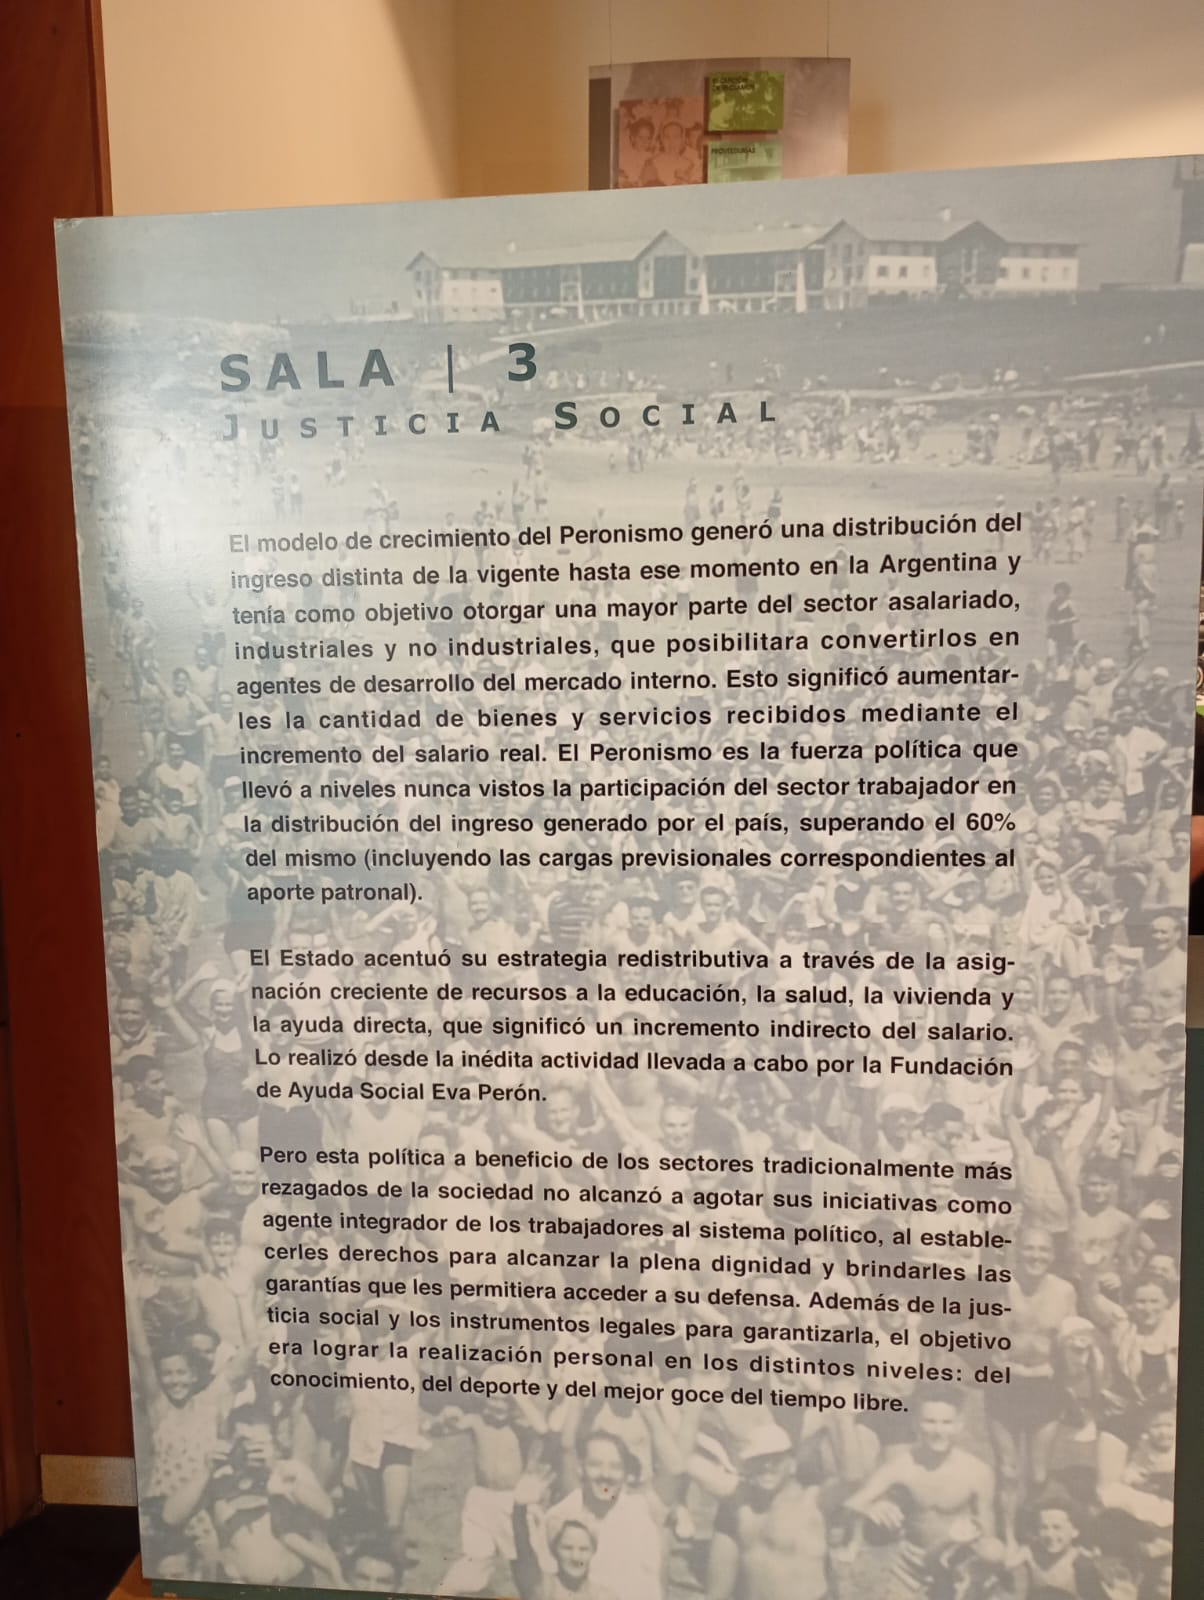 EDUCACIÓN
PROVEEDURIAS
SALA | 3
JUSTICIA SOCIAL
El modelo de crecimiento del Peronismo generó una distribución del
ingreso distinta de la vigente hasta ese momento en la Argentina y
tenía como objetivo otorgar una mayor parte del sector asalariado,
industriales y no industriales, que posibilitara convertirlos en
agentes de desarrollo del mercado interno. Esto significó aumentar-
les la cantidad de bienes y servicios recibidos mediante el
incremento del salario real. El Peronismo es la fuerza política que
llevó a niveles nunca vistos la participación del sector trabajador en
la distribución del ingreso generado por el país, superando el 60%
del mismo (incluyendo las cargas previsionales correspondientes al
aporte patronal).
El Estado acentuó su estrategia redistributiva a través de la asig-
nación creciente de recursos a la educación, la salud, la vivienda y
la ayuda directa, que significó un incremento indirecto del salario.
Lo realizó desde la inédita actividad llevada a cabo por la Fundación
de Ayuda Social Eva Perón.
Pero esta política a beneficio de los sectores tradicionalmente más
rezagados de la sociedad no alcanzó a agotar sus iniciativas como
agente integrador de los trabajadores al sistema político, al estable-
cerles derechos para alcanzar la plena dignidad y brindarles las
garantías que les permitiera acceder a su defensa. Además de la jus-
ticia social y los instrumentos legales para garantizarla, el objetivo
era lograr la realización personal en los distintos niveles: del
conocimiento, del deporte y del mejor goce del tiempo libre.